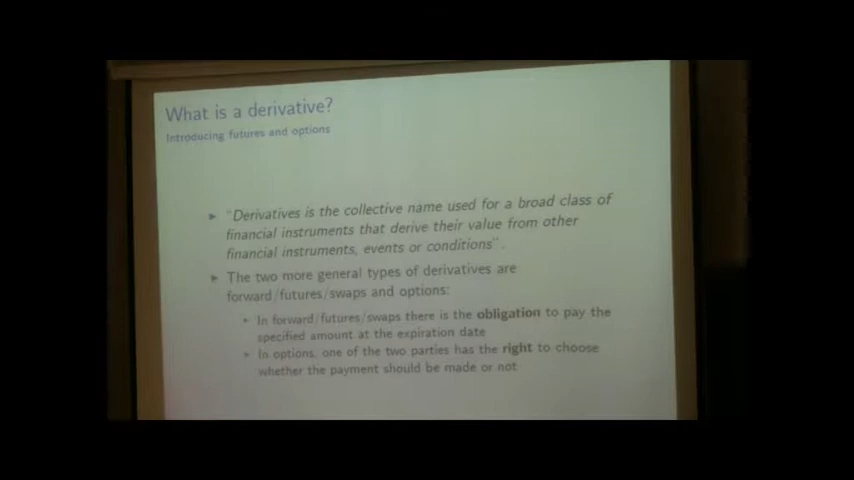 What is a derivative?
Introducing futures and options
"Derivatives is the collective name used for a broad class of
financial instruments that derive their value from other
financial instruments, events or conditions".
The two more general types of derivatives are
forward/futures/swaps and options:
In forward/futures/swaps there is the obligation to pay the
specified amount at the expiration date
In options, one of the two parties has the right to choose
whether the payment should be made or not